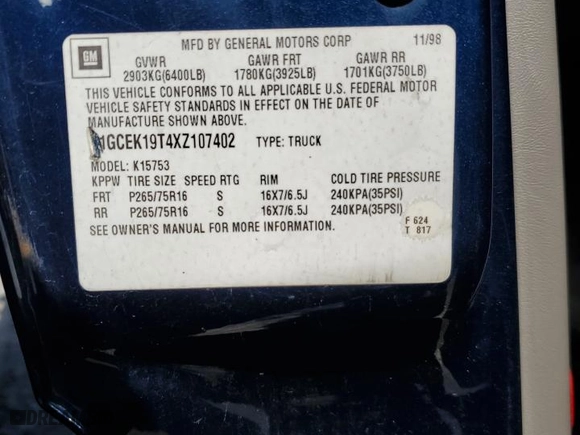 GM
MFD BY GENERAL MOTORS CORP 11/98
GVWR GAWR FRT GAWR RR
2903KG(6400LB) 1780KG(3925LB) 1701KG(3750LB)
THIS VEHICLE CONFORMS TO ALL APPLICABLE U.S. FEDERAL MOTOR
VEHICLE SAFETY STANDARDS IN EFFECT ON THE DATE OF
MANUFACTURE SHOWN ABOVE.
1GCEK19T4XZ107402 TYPE: TRUCK
MODEL: K15753
KPPW TIRE SIZE SPEED RTG RIM COLD TIRE PRESSURE
FRT P265/75R16 S 16X7/6.5J 240KPA(35PSI)
RR P265/75R16 S 16X7/6.5J 240KPA(35PSI)
SEE OWNER'S MANUAL FOR MORE INFORMATION.
F 624
T 817